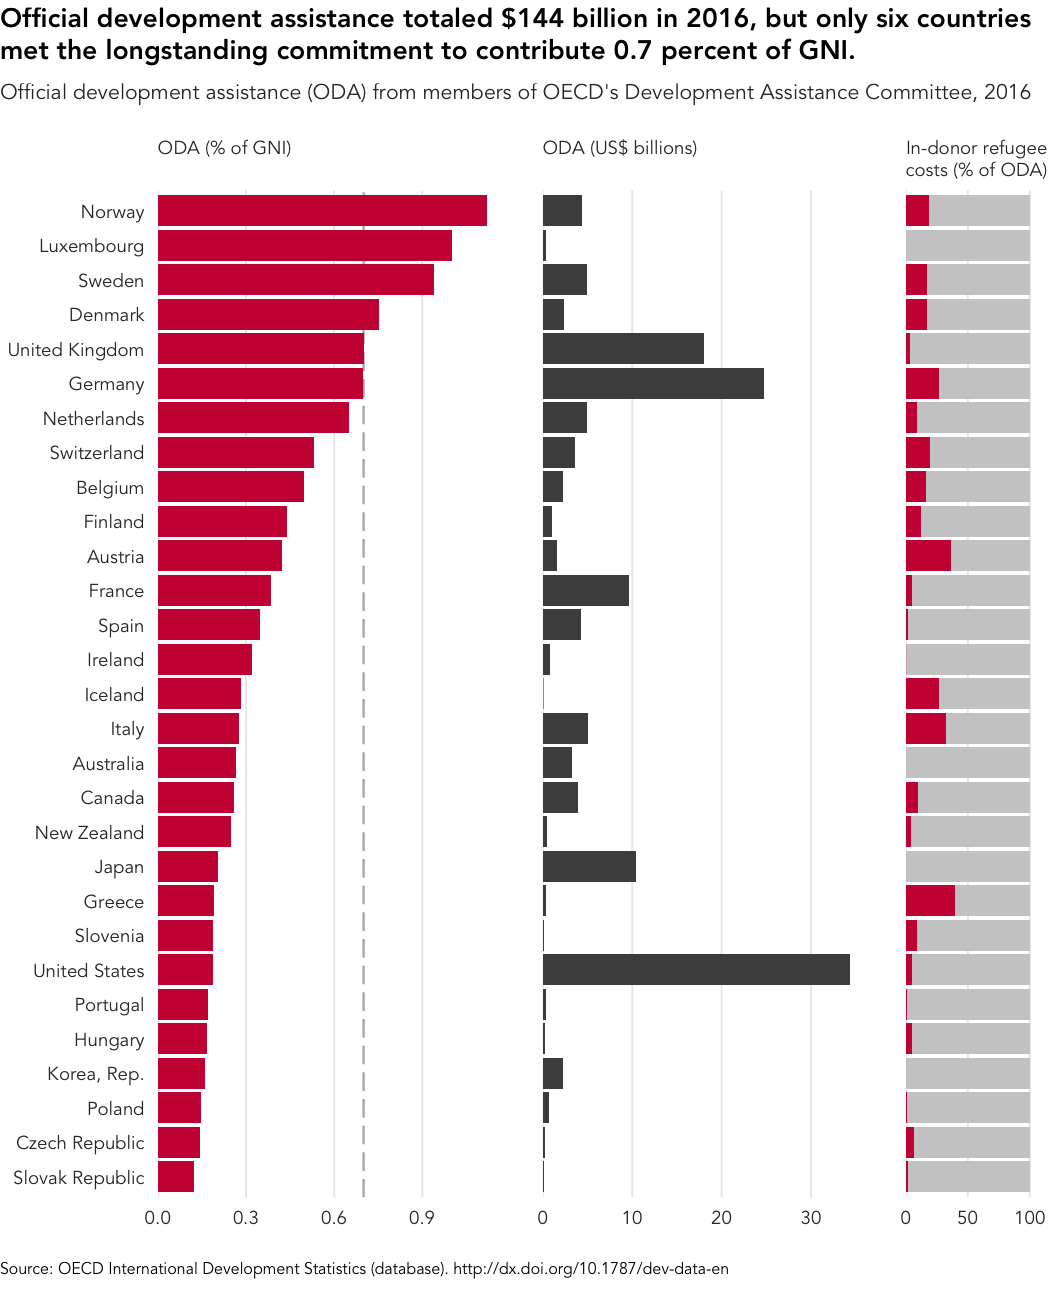 Official development assistance totaled $144 billion in 2016, but only six countries
met the longstanding commitment to contribute 0.7 percent of GNI.
Official development assistance (ODA) from members of OECD's Development Assistance Committee, 2016
ODA (% of GNI)
ODA (US$ billions)
In-donor refugee
costs (% of ODA)
Norway
Luxembourg
Sweden
Denmark
United Kingdom
Germany
Netherlands
Switzerland
Belgium
Finland
Austria
France
Spain
Ireland
Iceland
Italy
Australia
Canada
New Zealand
Japan
Greece
Slovenia
United States
Portugal
Hungary
Korea, Rep.
Poland
Czech Republic
Slovak Republic
0.0 0.3 0.6 0.9
0 10 20 30
0 50 100
Source: OECD International Development Statistics (database). http://dx.doi.org/10.1787/dev-data-en